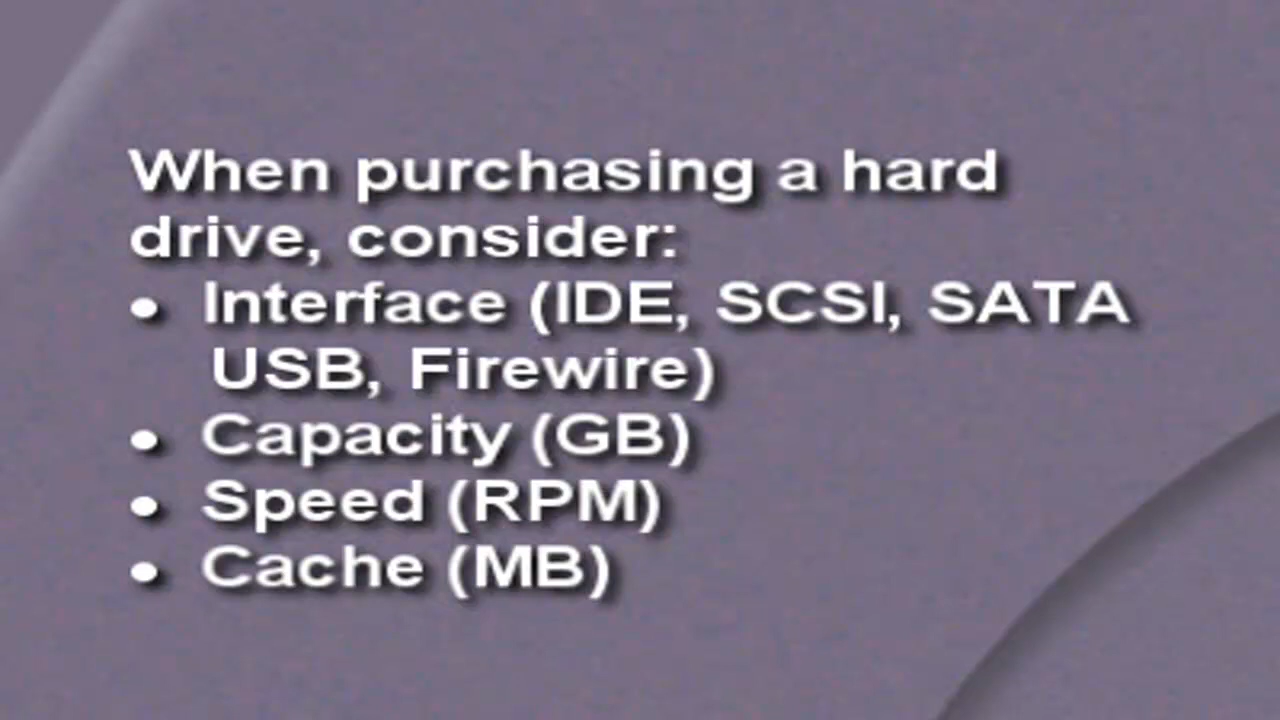 When purchasing a hard
drive, consider:
• Interface (IDE, SCSI, SATA
USB, Firewire)
• Capacity (GB)
• Speed (RPM)
• Cache (MB)